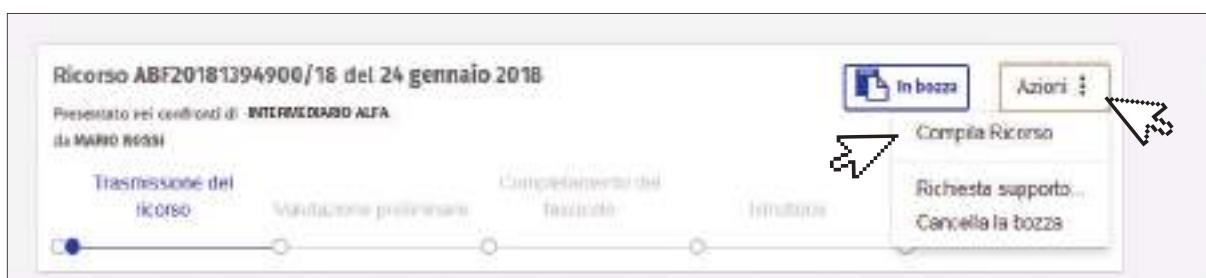 Ricorso ABF20181394900/18 del 24 gennaio 2018
In bozza
Azioni
Presentato nei confronti di INTERMEDIARIO ALFA
da MARIO ROSSI
Compila Ricorso
Trasmissione del
ricorso
Valutazione preliminare
Completamento del
fascicolo
Istruttoria
Richiesta supporto...
Cancella la bozza